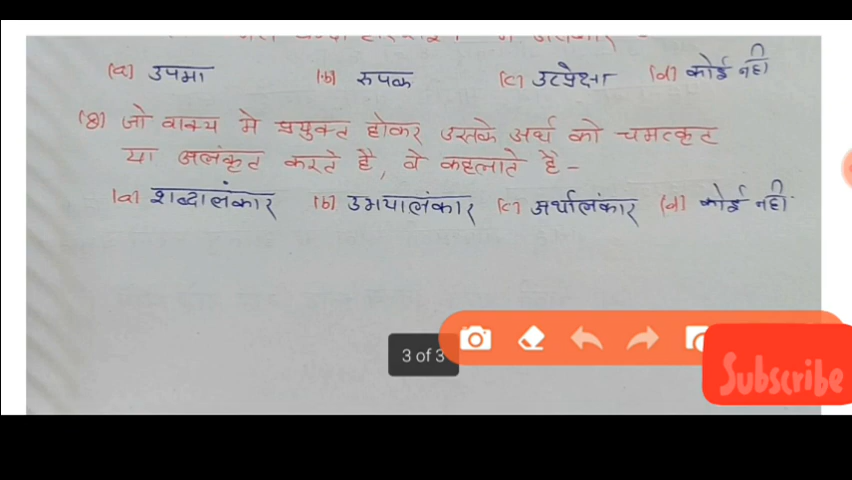 (a) उपमा (b) रुपक (c) उत्प्रेक्षा (d) कोई नही
(8) जो वाक्य मे प्रयुक्त होकर उसके अर्थ को चमत्कृत
या अलंकृत करते है, वे कहलाते है -
(a) शब्दालंकार (b) उभयालंकार (c) अर्थालंकार (d) कोई नही
3 of 3
Subscribe